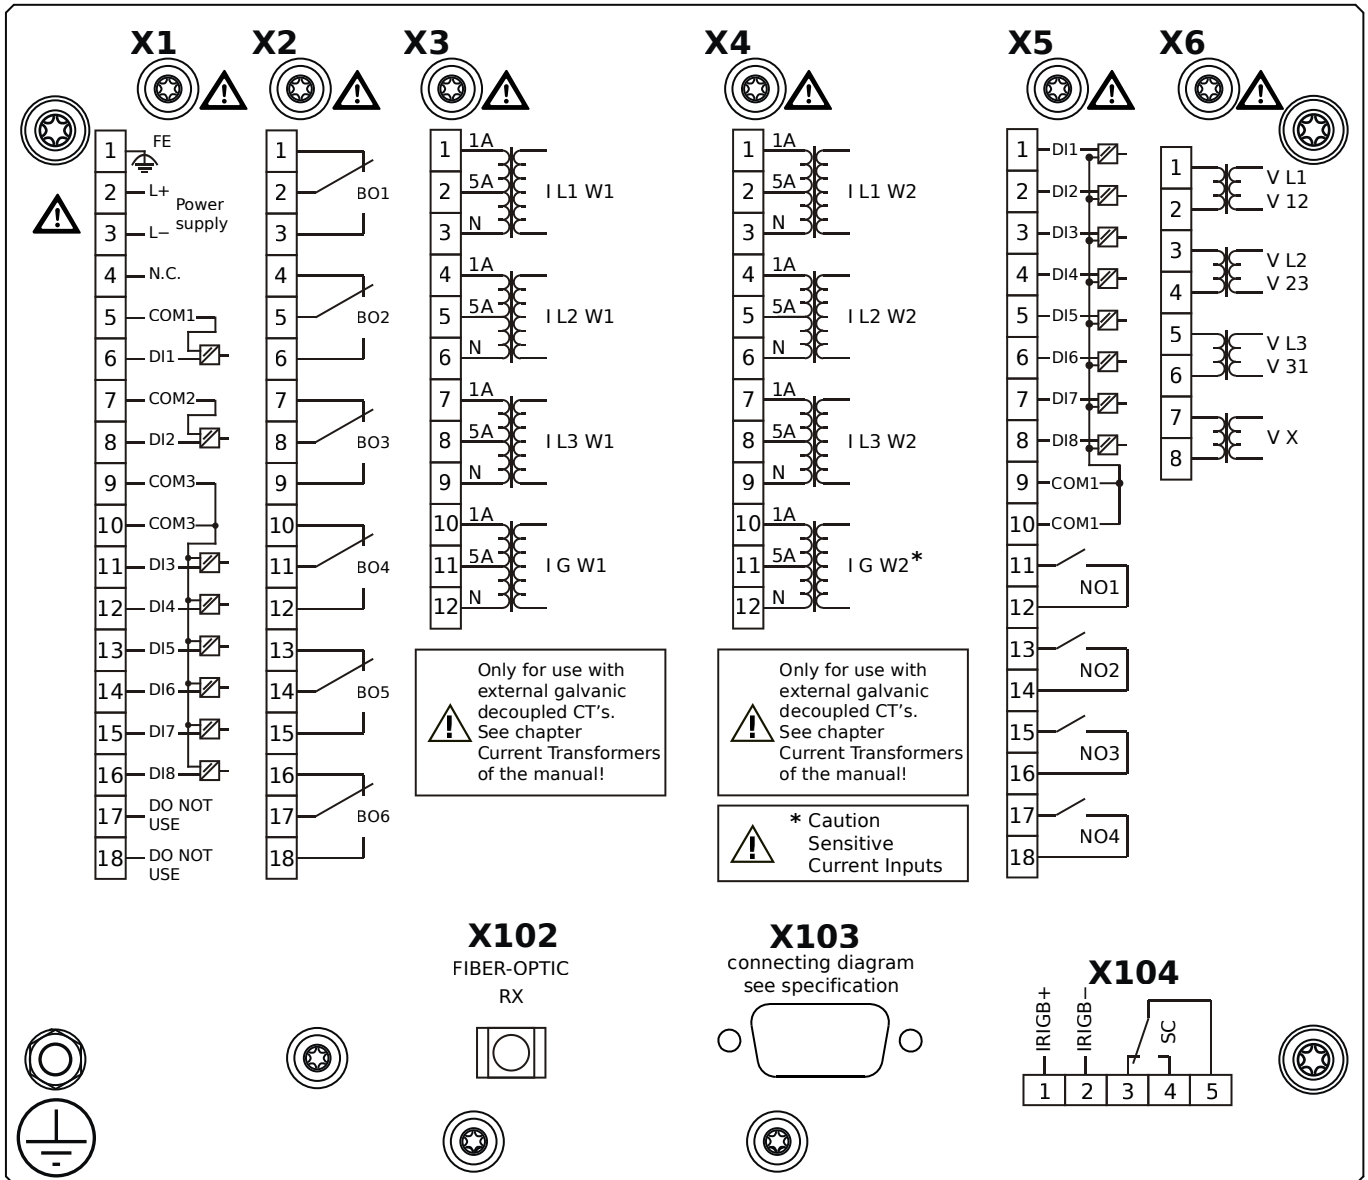 X1
X2
X3
X4
X5
X6
1 FE
2 L+
Power
supply
3 L−
4 N.C.
5 COM1
6 DI1
7 COM2
8 DI2
9 COM3
10 COM3
11 DI3
12 DI4
13 DI5
14 DI6
15 DI7
16 DI8
17 DO NOT
USE
18 DO NOT
USE
1
2 BO1
3
4
5 BO2
6
7
8 BO3
9
10
11 BO4
12
13
14 BO5
15
16
17 BO6
18
1 1A
2 5A I L1 W1
3 N
4 1A
5 5A I L2 W1
6 N
7 1A
8 5A I L3 W1
9 N
10 1A
11 5A I G W1
12 N
Only for use with
external galvanic
decoupled CT's.
See chapter
Current Transformers
of the manual!
1 1A
2 5A I L1 W2
3 N
4 1A
5 5A I L2 W2
6 N
7 1A
8 5A I L3 W2
9 N
10 1A
11 5A I G W2*
12 N
Only for use with
external galvanic
decoupled CT's.
See chapter
Current Transformers
of the manual!
* Caution
Sensitive
Current Inputs
1 DI1
2 DI2
3 DI3
4 DI4
5 DI5
6 DI6
7 DI7
8 DI8
9 COM1
10 COM1
11
NO1
12
13
NO2
14
15
NO3
16
17
NO4
18
1 V L1
2 V 12
3 V L2
4 V 23
5 V L3
6 V 31
7
V X
8
X102
FIBER-OPTIC
RX
X103
connecting diagram
see specification
X104
IRIGB+
IRIGB−
SC
1 2 3 4 5